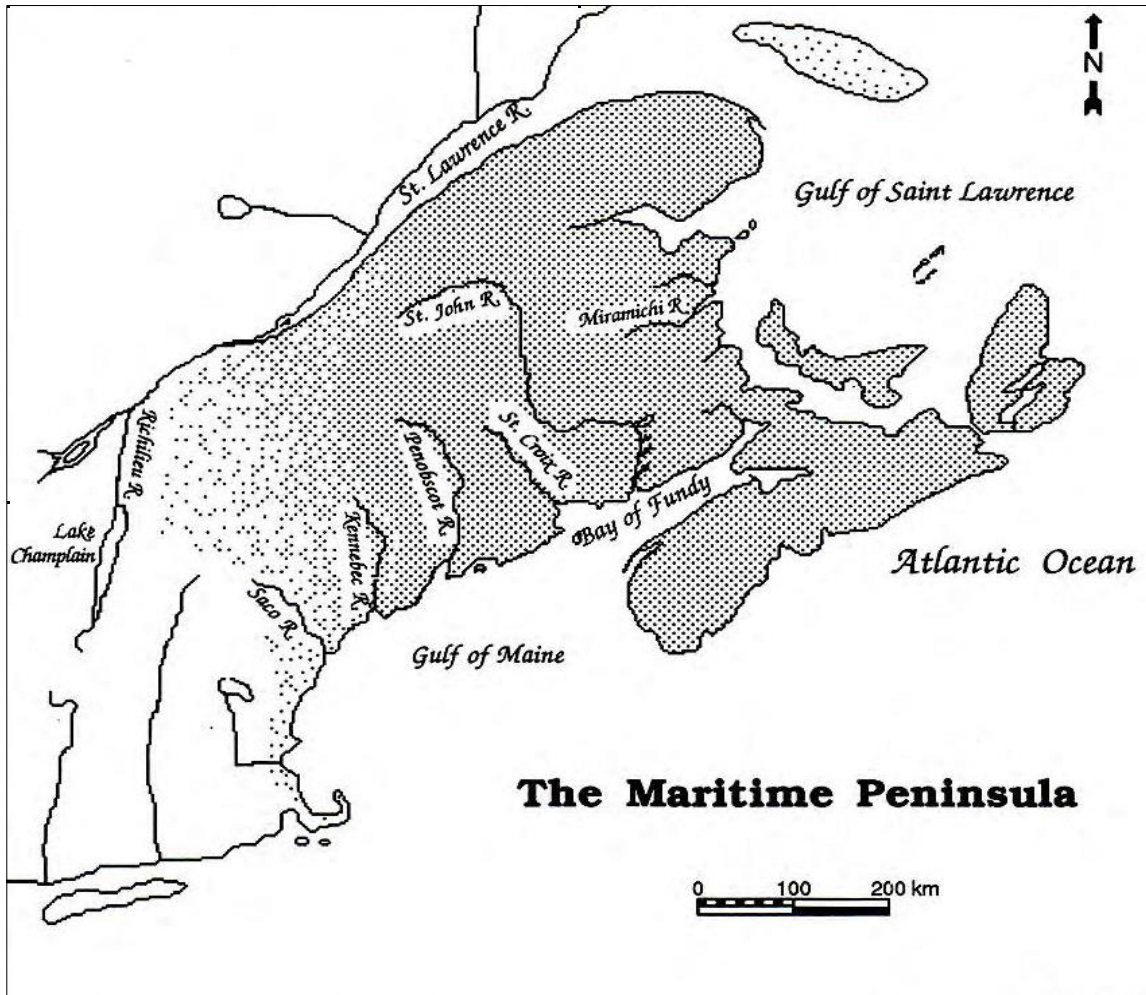 N
St. Lawrence R.
Gulf of Saint Lawrence
St. John R.
Miramichi R.
Richilieu R.
Penobscot R.
St. Croix R.
Kennebec R.
Bay of Fundy
Lake
Champlain
Atlantic Ocean
Saco R.
Gulf of Maine
The Maritime Peninsula
0 100 200 km